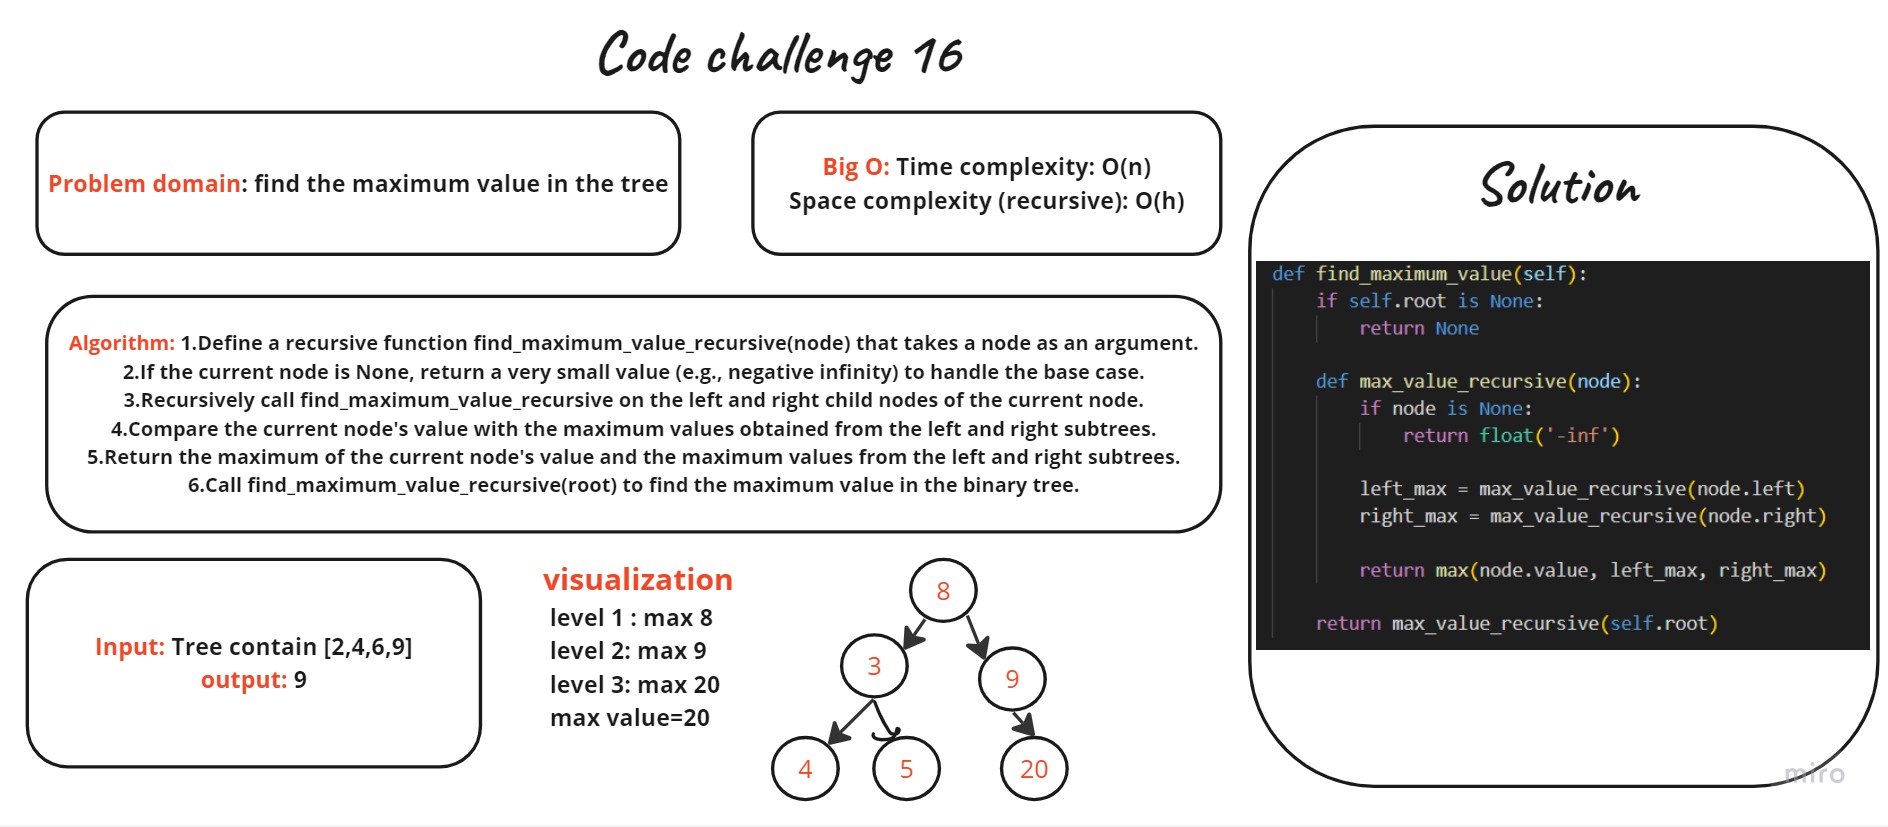 Code challenge 16
Problem domain: find the maximum value in the tree
Big O: Time complexity: O(n)
Space complexity (recursive): O(h)
Algorithm: 1.Define a recursive function find_maximum_value_recursive(node) that takes a node as an argument.
2.If the current node is None, return a very small value (e.g., negative infinity) to handle the base case.
3.Recursively call find_maximum_value_recursive on the left and right child nodes of the current node.
4.Compare the current node's value with the maximum values obtained from the left and right subtrees.
5.Return the maximum of the current node's value and the maximum values from the left and right subtrees.
6.Call find_maximum_value_recursive(root) to find the maximum value in the binary tree.
Input: Tree contain [2,4,6,9]
output: 9
visualization
level 1 : max 8
level 2: max 9
level 3: max 20
max value=20
8
3
9
4
5
20
Solution
def find_maximum_value(self):
    if self.root is None:
        return None
    def max_value_recursive(node):
        if node is None:
            return float('-inf')
        left_max = max_value_recursive(node.left)
        right_max = max_value_recursive(node.right)
        return max(node.value, left_max, right_max)
    return max_value_recursive(self.root)
miro